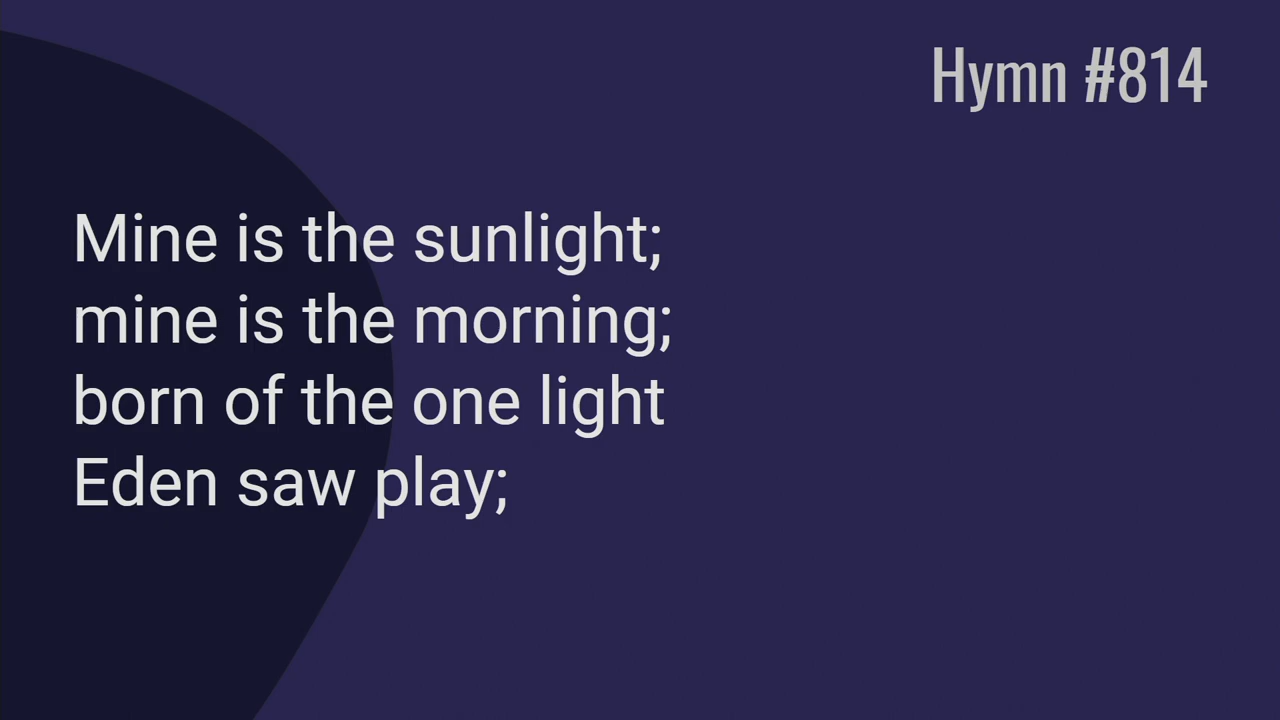 Hymn #814
Mine is the sunlight;
mine is the morning;
born of the one light
Eden saw play;